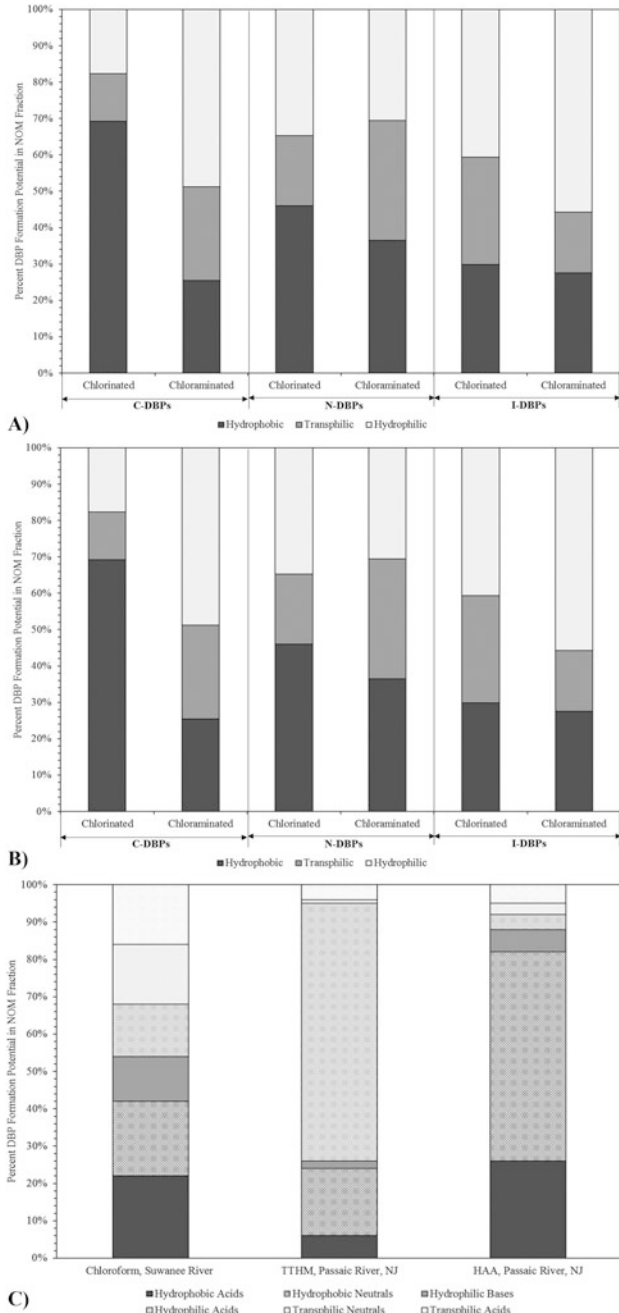 100%
90%
80%
70%
60%
50%
40%
30%
20%
10%
0%
Percent DBP Formation Potential in NOM Fraction
Chlorinated Chloraminated Chlorinated Chloraminated Chlorinated Chloraminated
C-DBPs N-DBPs I-DBPs
A)
Hydrophobic Transphilic Hydrophilic
100%
90%
80%
70%
60%
50%
40%
30%
20%
10%
0%
Percent DBP Formation Potential in NOM Fraction
Chlorinated Chloraminated Chlorinated Chloraminated Chlorinated Chloraminated
C-DBPs N-DBPs I-DBPs
B)
Hydrophobic Transphilic Hydrophilic
100%
90%
80%
70%
60%
50%
40%
30%
20%
10%
0%
Percent DBP Formation Potential in NOM Fraction
Chloroform, Suwanee River TTHM, Passaic River, NJ HAA, Passaic River, NJ
Hydrophobic Acids Hydrophobic Neutrals Hydrophilic Bases
C)
Hydrophilic Acids Transphilic Neutrals Transphilic Acids